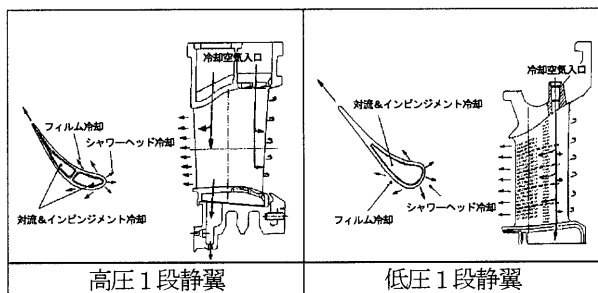 冷却空気入口
フィルム冷却
シャワーヘッド冷却
対流&インピンジメント冷却
高圧1段静翼
冷却空気入口
対流&インピンジメント冷却
フィルム冷却
シャワーヘッド冷却
低圧1段静翼